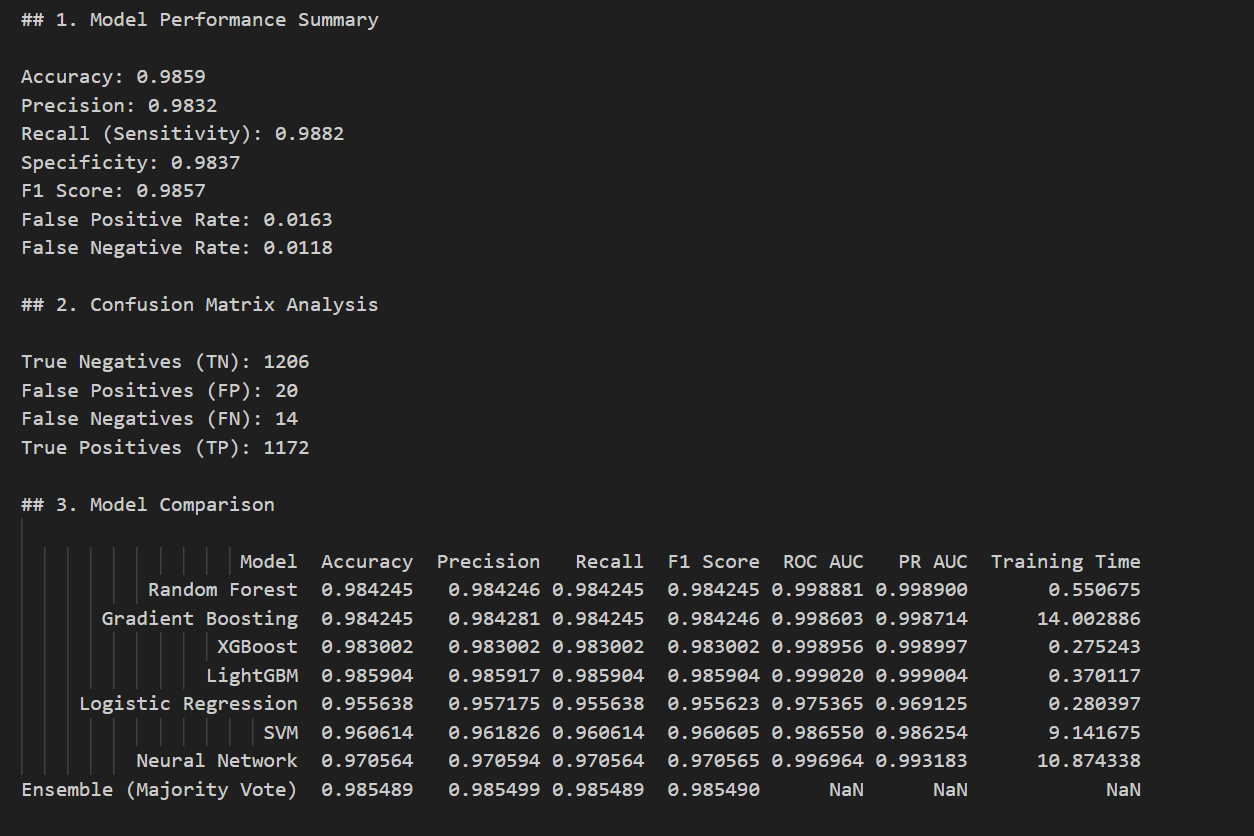 ## 1. Model Performance Summary
Accuracy: 0.9859
Precision: 0.9832
Recall (Sensitivity): 0.9882
Specificity: 0.9837
F1 Score: 0.9857
False Positive Rate: 0.0163
False Negative Rate: 0.0118
## 2. Confusion Matrix Analysis
True Negatives (TN): 1206
False Positives (FP): 20
False Negatives (FN): 14
True Positives (TP): 1172
## 3. Model Comparison
Model Accuracy Precision Recall F1 Score ROC AUC PR AUC Training Time
Random Forest 0.984245 0.984246 0.984245 0.984245 0.998881 0.998900 0.550675
Gradient Boosting 0.984245 0.984281 0.984245 0.984246 0.998603 0.998714 14.002886
XGBoost 0.983002 0.983002 0.983002 0.983002 0.998956 0.998997 0.275243
LightGBM 0.985904 0.985917 0.985904 0.985904 0.999020 0.999004 0.370117
Logistic Regression 0.955638 0.957175 0.955638 0.955623 0.975365 0.969125 0.280397
SVM 0.960614 0.961826 0.960614 0.960605 0.986550 0.986254 9.141675
Neural Network 0.970564 0.970594 0.970564 0.970565 0.996964 0.993183 10.874338
Ensemble (Majority Vote) 0.985489 0.985499 0.985489 0.985490 NaN NaN NaN